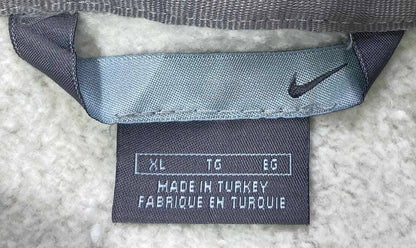 XL TG EG
MADE IN TURKEY
FABRIQUE EN TURQUIE